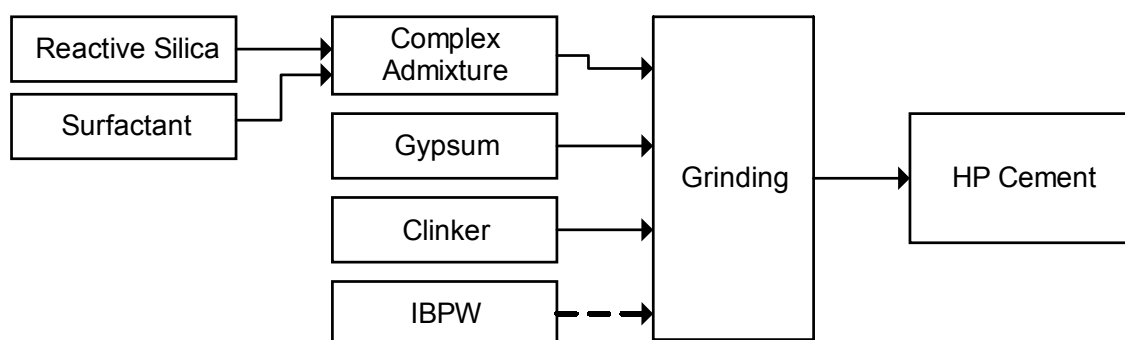 Reactive Silica
Surfactant
Complex
Admixture
Gypsum
Clinker
IBPW
Grinding
HP Cement